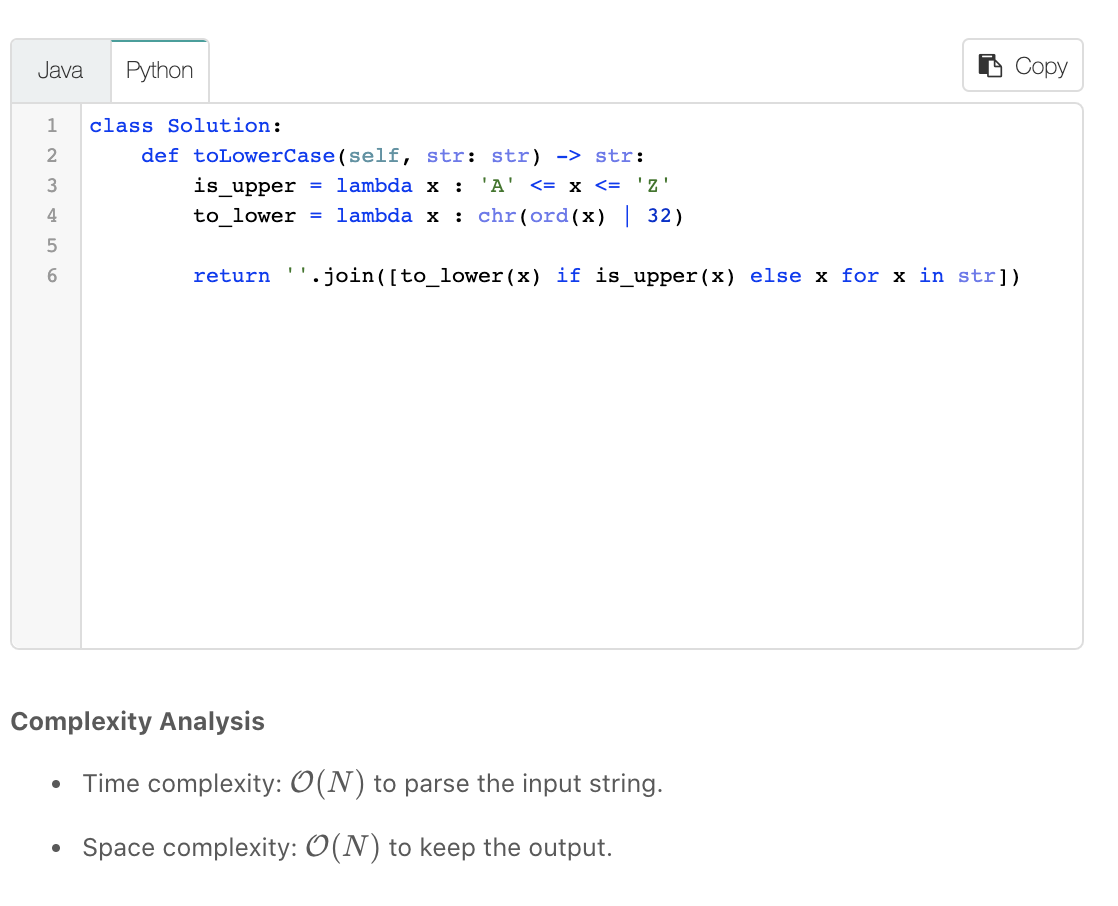 Java Python Copy
1 class Solution:
2     def toLowerCase(self, str: str) -> str:
3         is_upper = lambda x : 'A' <= x <= 'Z'
4         to_lower = lambda x : chr(ord(x) | 32)
5
6         return ''.join([to_lower(x) if is_upper(x) else x for x in str])
Complexity Analysis
• Time complexity: O(N) to parse the input string.
• Space complexity: O(N) to keep the output.